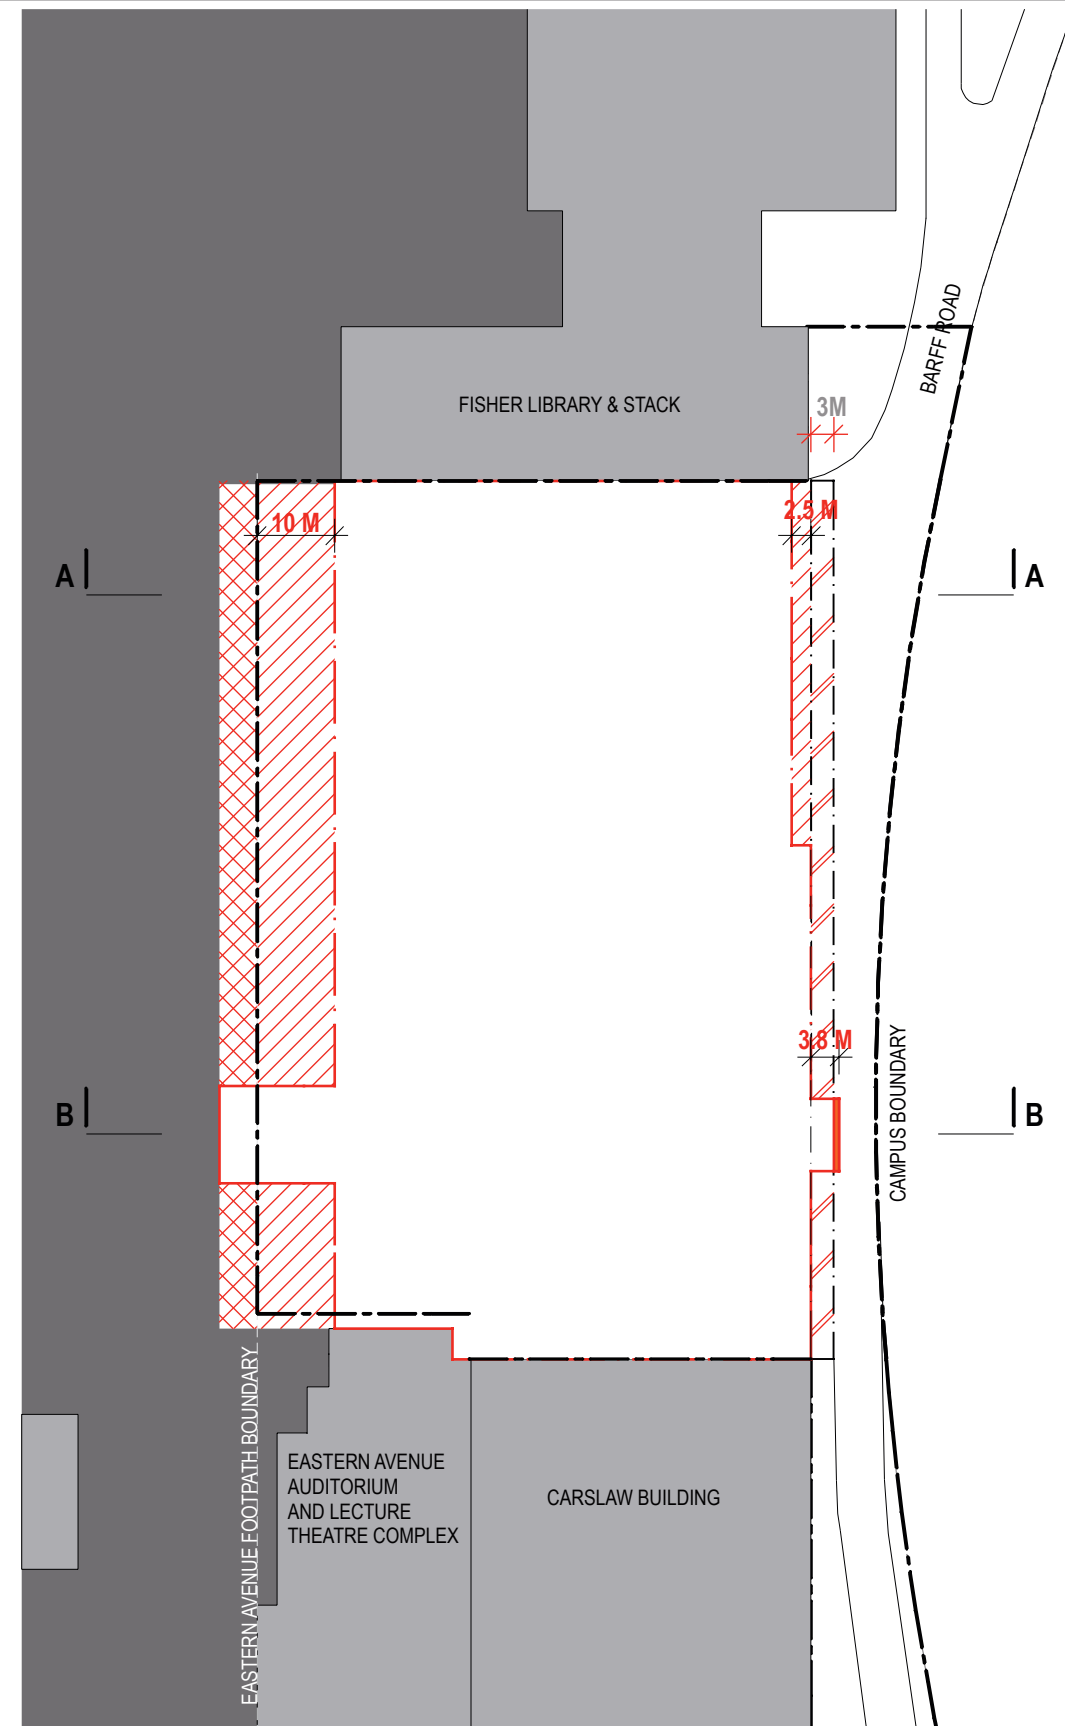 BARFF ROAD
FISHER LIBRARY & STACK
3M
10 M
2.5 M
A
A
3.8 M
B
B
CAMPUS BOUNDARY
EASTERN AVENUE FOOTPATH BOUNDARY
EASTERN AVENUE
AUDITORIUM
AND LECTURE
THEATRE COMPLEX
CARSLAW BUILDING